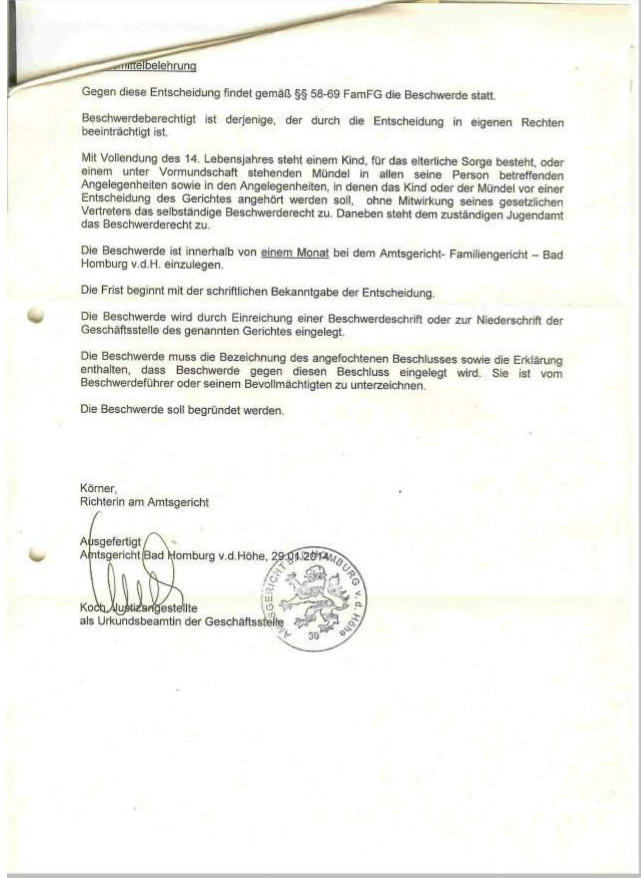 mittelbelehrung
Gegen diese Entscheidung findet gemäß §§ 58-69 FamFG die Beschwerde statt.
Beschwerdeberechtigt ist derjenige, der durch die Entscheidung in eigenen Rechten
beeinträchtigt ist.
Mit Vollendung des 14. Lebensjahres steht einem Kind, für das elterliche Sorge besteht, oder
einem unter Vormundschaft stehenden Mündel in allen seine Person betreffenden
Angelegenheiten sowie in den Angelegenheiten, in denen das Kind oder der Mündel vor einer
Entscheidung des Gerichtes angehört werden soll, ohne Mitwirkung seines gesetzlichen
Vertreters das selbständige Beschwerderecht zu. Daneben steht dem zuständigen Jugendamt
das Beschwerderecht zu.
Die Beschwerde ist innerhalb von einem Monat bei dem Amtsgericht- Familiengericht – Bad
Homburg v.d.H. einzulegen.
Die Frist beginnt mit der schriftlichen Bekanntgabe der Entscheidung.
Die Beschwerde wird durch Einreichung einer Beschwerdeschrift oder zur Niederschrift der
Geschäftsstelle des genannten Gerichtes eingelegt.
Die Beschwerde muss die Bezeichnung des angefochtenen Beschlusses sowie die Erklärung
enthalten, dass Beschwerde gegen diesen Beschluss eingelegt wird. Sie ist vom
Beschwerdeführer oder seinem Bevollmächtigten zu unterzeichnen.
Die Beschwerde soll begründet werden.
Körner,
Richterin am Amtsgericht
Ausgefertigt
Amtsgericht Bad Homburg v.d.Höhe, 29.01.2014
Koch, Justizangestellte
als Urkundsbeamtin der Geschäftsstelle
AMTSGERICHT BAD HOMBURG v. d. Höhe
39